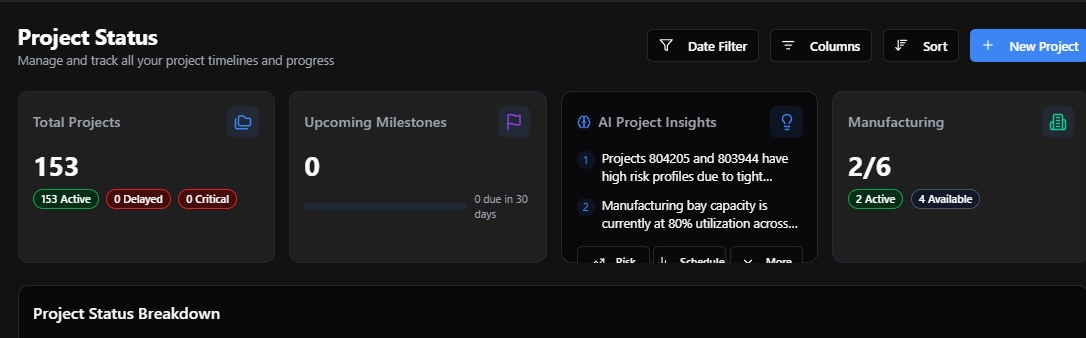 Project Status
Manage and track all your project timelines and progress
Date Filter
Columns
Sort
New Project
Total Projects
153
153 Active
0 Delayed
0 Critical
Upcoming Milestones
0
0 due in 30
days
AI Project Insights
1 Projects 804205 and 803944 have
high risk profiles due to tight...
2 Manufacturing bay capacity is
currently at 80% utilization across...
Risk
Schedule
More
Manufacturing
2/6
2 Active
4 Available
Project Status Breakdown